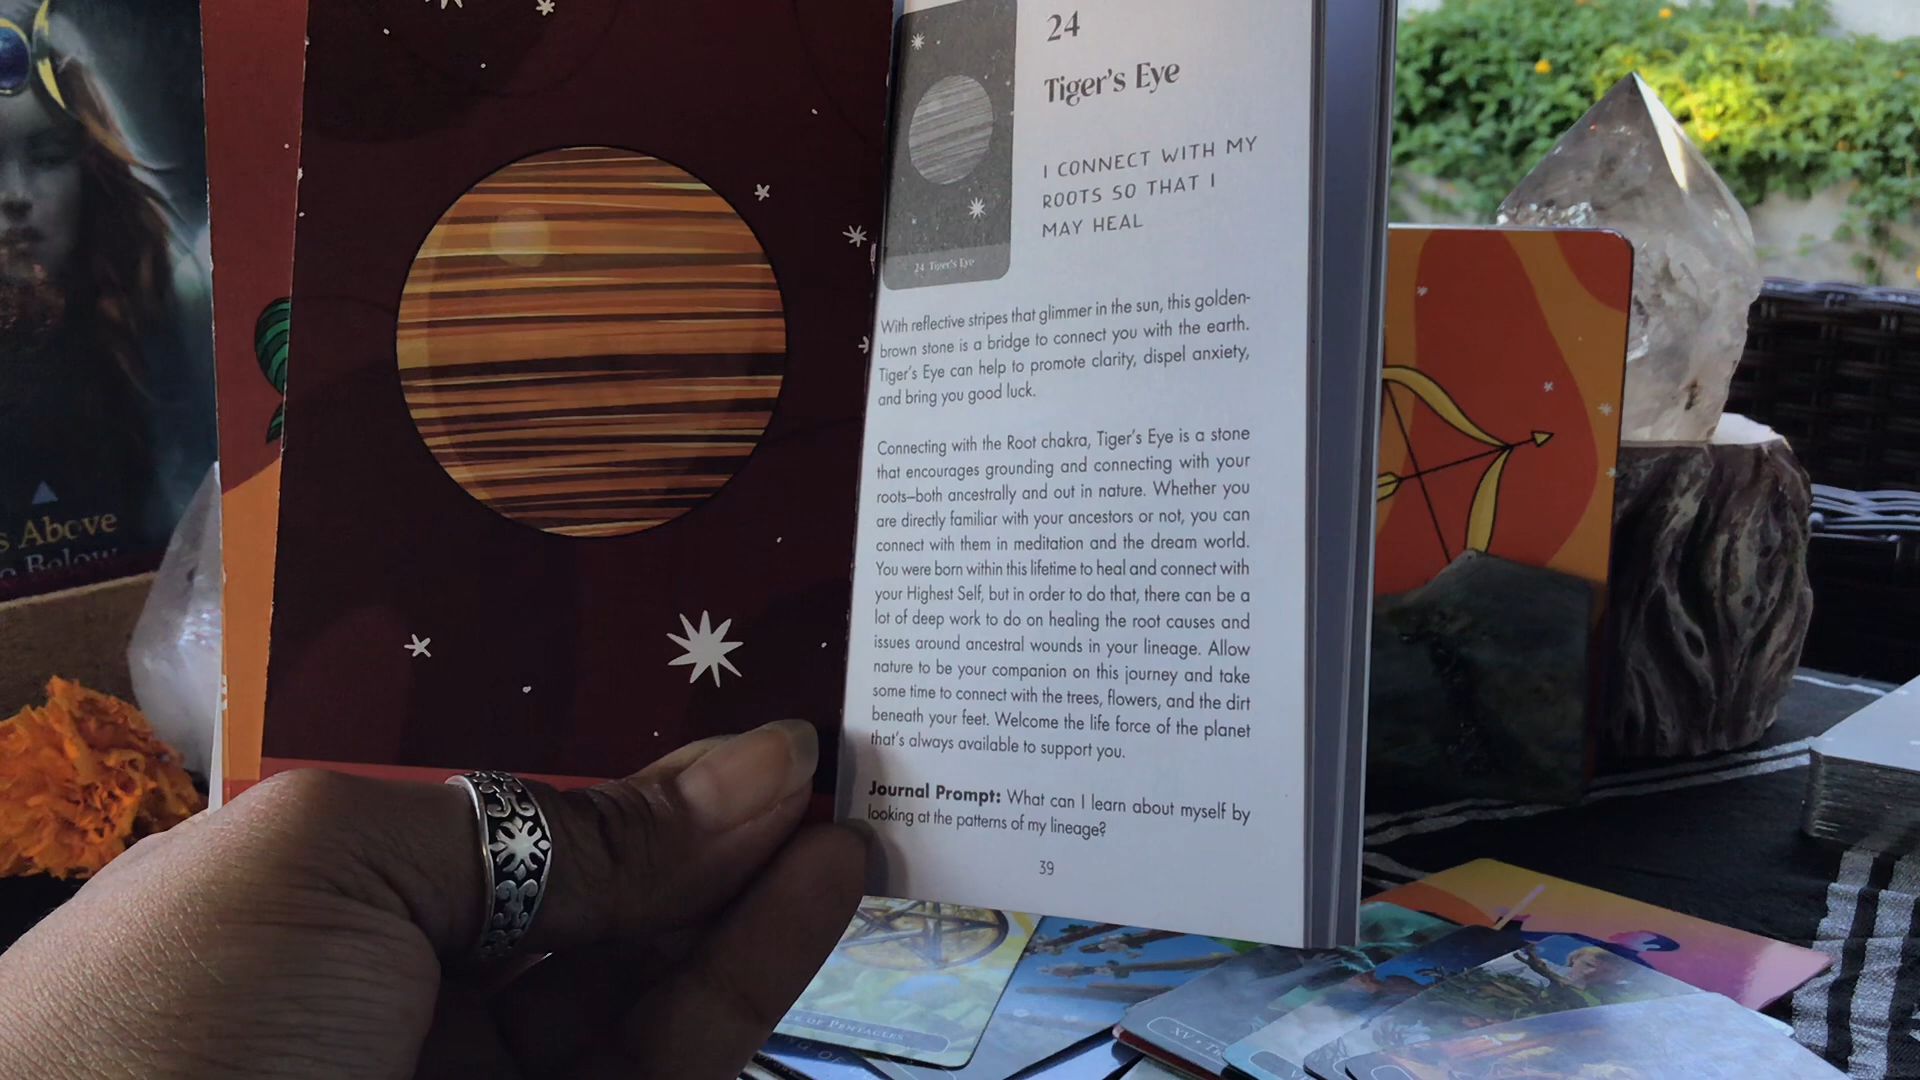 s Above
Below
24
Tiger's Eye
I CONNECT WITH MY
ROOTS SO THAT I
MAY HEAL
24 Tiger's Eye
With reflective stripes that glimmer in the sun, this golden-
brown stone is a bridge to connect you with the earth.
Tiger's Eye can help to promote clarity, dispel anxiety,
and bring you good luck.
Connecting with the Root chakra, Tiger's Eye is a stone
that encourages grounding and connecting with your
roots—both ancestrally and out in nature. Whether you
are directly familiar with your ancestors or not, you can
connect with them in meditation and the dream world.
You were born within this lifetime to heal and connect with
your Highest Self, but in order to do that, there can be a
lot of deep work to do on healing the root causes and
issues around ancestral wounds in your lineage. Allow
nature to be your companion on this journey and take
some time to connect with the trees, flowers, and the dirt
beneath your feet. Welcome the life force of the planet
that's always available to support you.
Journal Prompt: What can I learn about myself by
looking at the patterns of my lineage?
39
OF PENTACLES
OF
XV